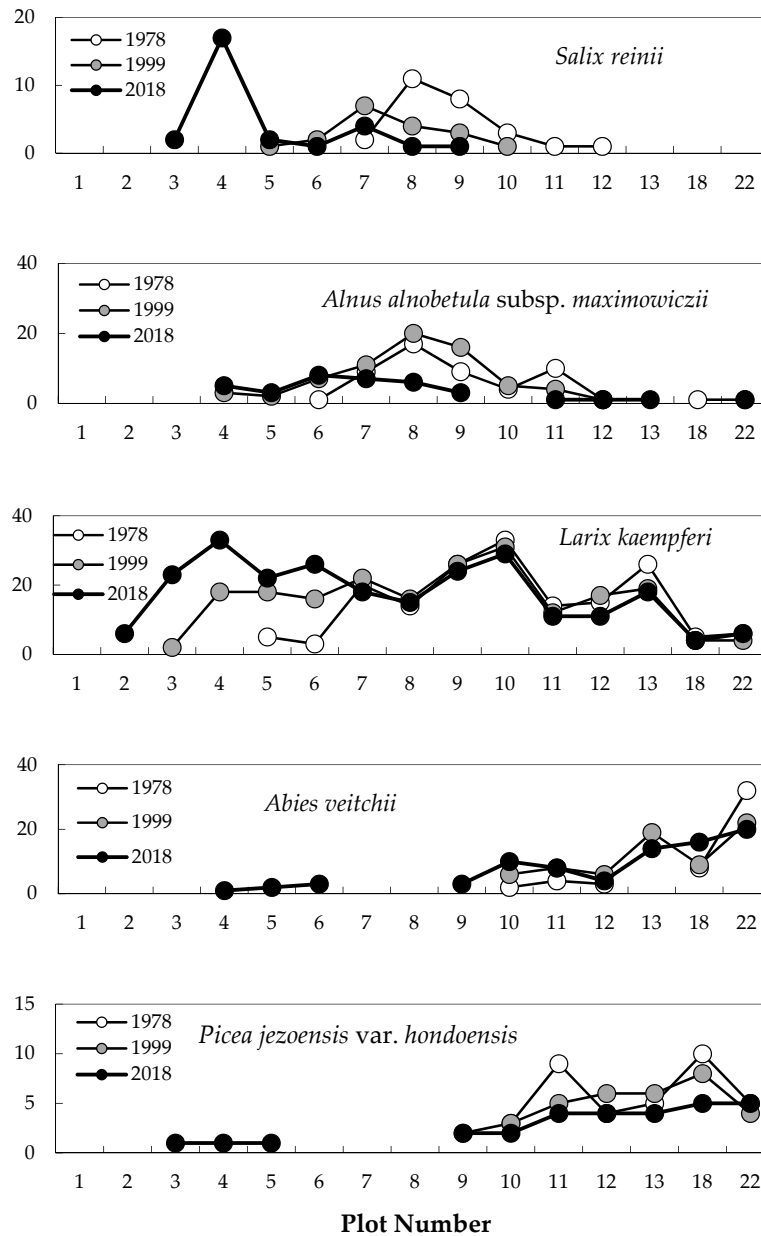 20
1978
1999
2018
Salix reinii
10
0
1 2 3 4 5 6 7 8 9 10 11 12 13 18 22
40
1978
1999
2018
Alnus alnobetula subsp. maximowiczii
20
0
1 2 3 4 5 6 7 8 9 10 11 12 13 18 22
40
1978
1999
2018
Larix kaempferi
20
0
1 2 3 4 5 6 7 8 9 10 11 12 13 18 22
40
1978
1999
2018
Abies veitchii
20
0
1 2 3 4 5 6 7 8 9 10 11 12 13 18 22
15
1978
1999
2018
Picea jezoensis var. hondoensis
10
5
0
1 2 3 4 5 6 7 8 9 10 11 12 13 18 22
Plot Number